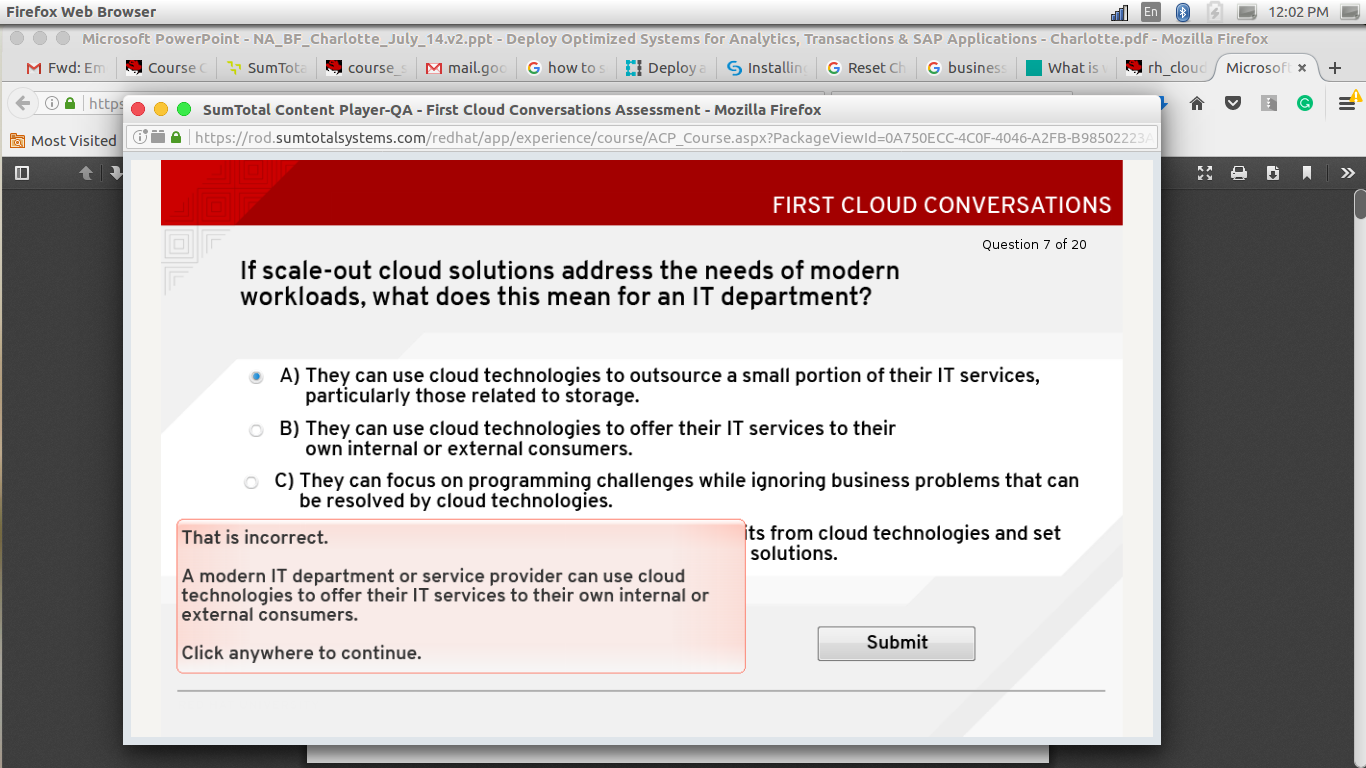 Firefox Web Browser
En
12:02 PM
Microsoft PowerPoint - NA_BF_Charlotte_July_14.v2.ppt - Deploy Optimized Systems for Analytics, Transactions & SAP Applications - Charlotte.pdf - Mozilla Firefox
Fwd: Em
Course
SumTota
course_s
mail.goo
how to s
Deploy a
Installin
Reset Ch
business
What is
rh_cloud
Microsoft
https
Most Visited
SumTotal Content Player-QA - First Cloud Conversations Assessment - Mozilla Firefox
https://rod.sumtotalsystems.com/redhat/app/experience/course/ACP_Course.aspx?PackageViewId=0A750ECC-4C0F-4046-A2FB-B98502223A
FIRST CLOUD CONVERSATIONS
Question 7 of 20
If scale-out cloud solutions address the needs of modern
workloads, what does this mean for an IT department?
A) They can use cloud technologies to outsource a small portion of their IT services,
particularly those related to storage.
B) They can use cloud technologies to offer their IT services to their
own internal or external consumers.
C) They can focus on programming challenges while ignoring business problems that can
be resolved by cloud technologies.
its from cloud technologies and set
solutions.
That is incorrect.
A modern IT department or service provider can use cloud
technologies to offer their IT services to their own internal or
external consumers.
Click anywhere to continue.
Submit